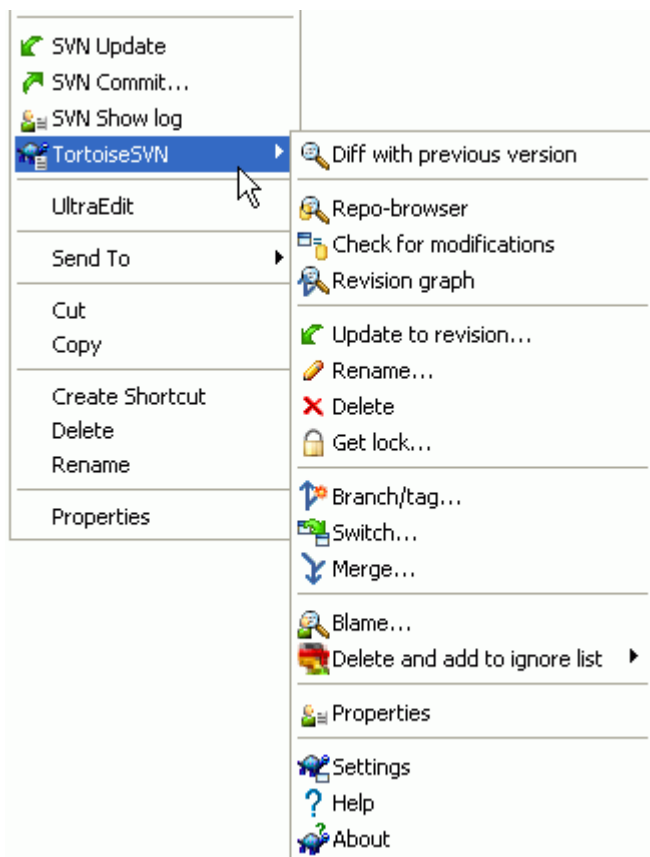 SVN Update
SVN Commit...
SVN Show log
TortoiseSVN
UltraEdit
Send To
Cut
Copy
Create Shortcut
Delete
Rename
Properties
Diff with previous version
Repo-browser
Check for modifications
Revision graph
Update to revision...
Rename...
Delete
Get lock...
Branch/tag...
Switch...
Merge...
Blame...
Delete and add to ignore list
Properties
Settings
Help
About